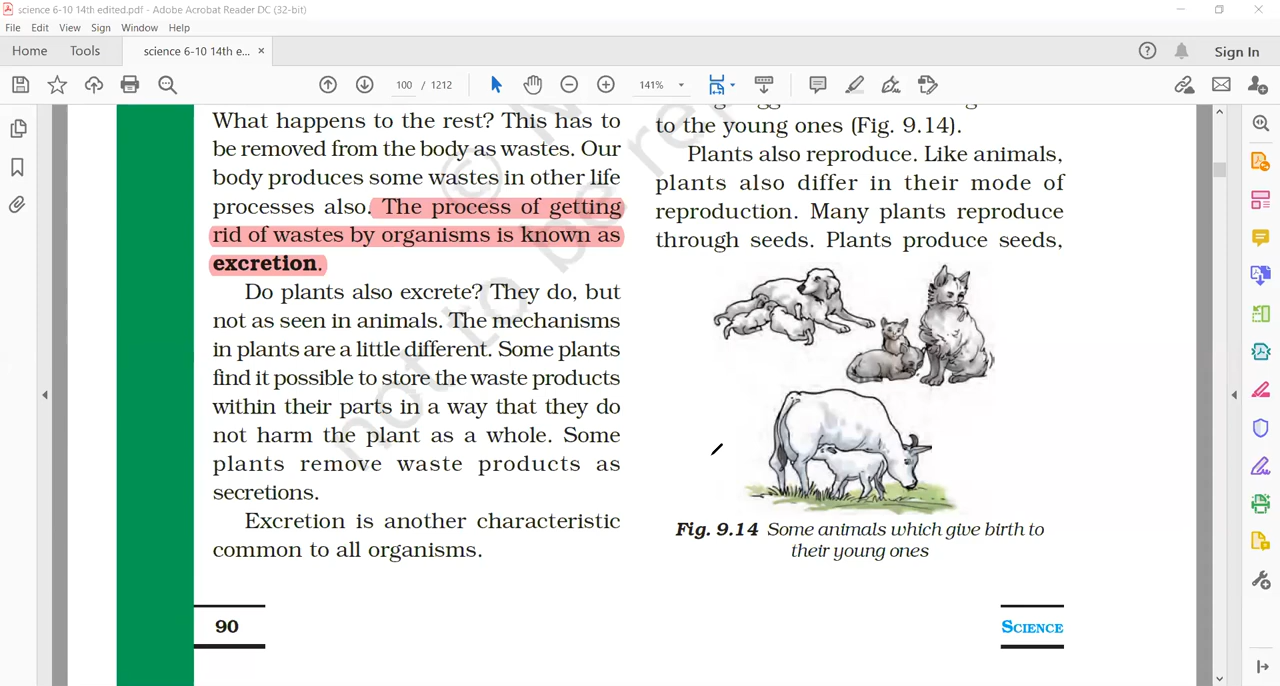 science 6-10 14th edited.pdf - Adobe Acrobat Reader DC (32-bit)
File Edit View Sign Window Help
Home Tools science 6-10 14th e... × Sign In
100 / 1212 141%
What happens to the rest? This has to
be removed from the body as wastes. Our
body produces some wastes in other life
processes also. The process of getting
rid of wastes by organisms is known as
excretion.
Do plants also excrete? They do, but
not as seen in animals. The mechanisms
in plants are a little different. Some plants
find it possible to store the waste products
within their parts in a way that they do
not harm the plant as a whole. Some
plants remove waste products as
secretions.
Excretion is another characteristic
common to all organisms.
90
to the young ones (Fig. 9.14).
Plants also reproduce. Like animals,
plants also differ in their mode of
reproduction. Many plants reproduce
through seeds. Plants produce seeds,
Fig. 9.14 Some animals which give birth to
their young ones
SCIENCE
not to be re